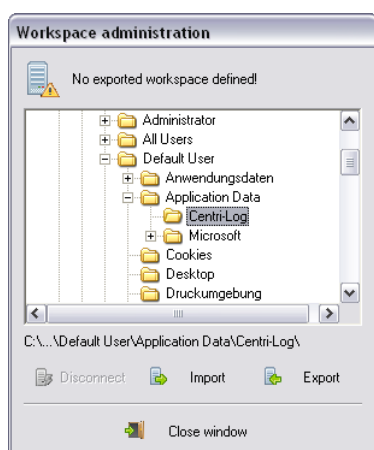 Workspace administration
No exported workspace defined!
Administrator
All Users
Default User
Anwendungsdaten
Application Data
Centri-Log
Microsoft
Cookies
Desktop
Druckumgebung
C:\...\Default User\Application Data\Centri-Log\
Disconnect Import Export
Close window